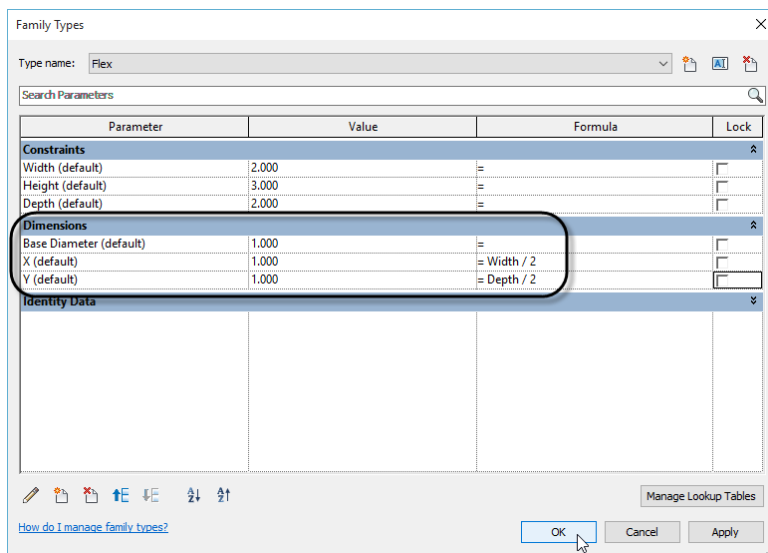 Family Types
Type name: Flex
Search Parameters
Parameter Value Formula Lock
Constraints
Width (default) 2.000 =
Height (default) 3.000 =
Depth (default) 2.000 =
Dimensions
Base Diameter (default) 1.000 =
X (default) 1.000 = Width / 2
Y (default) 1.000 = Depth / 2
Identity Data
Manage Lookup Tables
How do I manage family types?
OK Cancel Apply